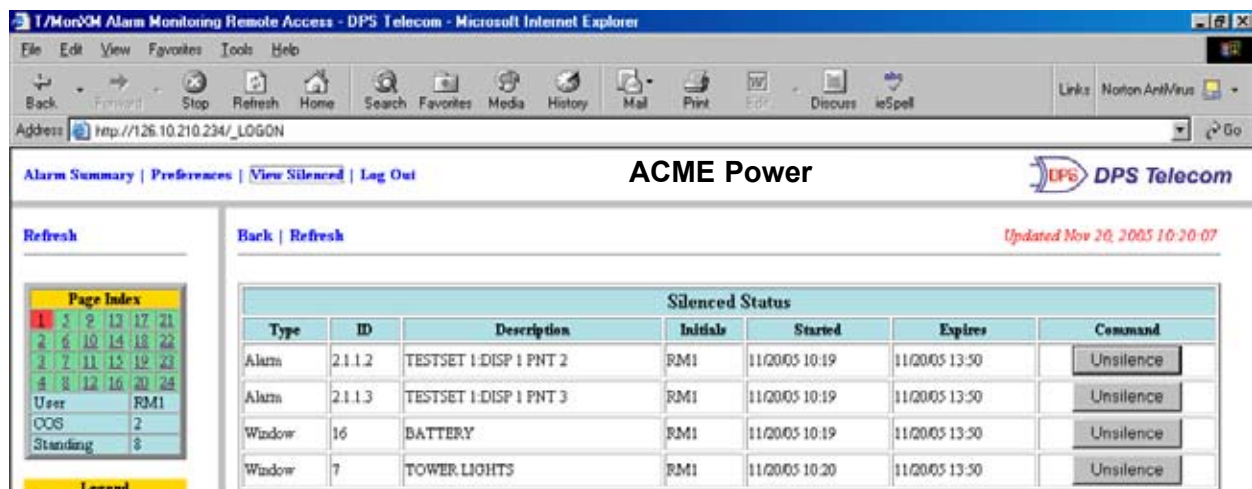 T/MonXM Alarm Monitoring Remote Access - DPS Telecom - Microsoft Internet Explorer
File Edit View Favorites Tools Help
Back Forward Stop Refresh Home Search Favorites Media History Mail Print Edit Discuss ieSpell Links Norton AntiVirus
Address http://126.10.210.234/_LOGON Go
Alarm Summary | Preferences | View Silenced | Log Out ACME Power DPS DPS Telecom
Refresh Back | Refresh Updated Nov 20, 2005 10:20:07
Page Index
1 5 9 13 17 21
2 6 10 14 18 22
3 7 11 15 19 23
4 8 12 16 20 24
User RM1
COS 2
Standing 8
Legend
Silenced Status
Type ID Description Initials Started Expires Command
Alarm 2.1.1.2 TESTSET 1:DISP 1 PNT 2 RM1 11/20/05 10:19 11/20/05 13:50 Unsilence
Alarm 2.1.1.3 TESTSET 1:DISP 1 PNT 3 RM1 11/20/05 10:19 11/20/05 13:50 Unsilence
Window 16 BATTERY RM1 11/20/05 10:19 11/20/05 13:50 Unsilence
Window 7 TOWER LIGHTS RM1 11/20/05 10:20 11/20/05 13:50 Unsilence